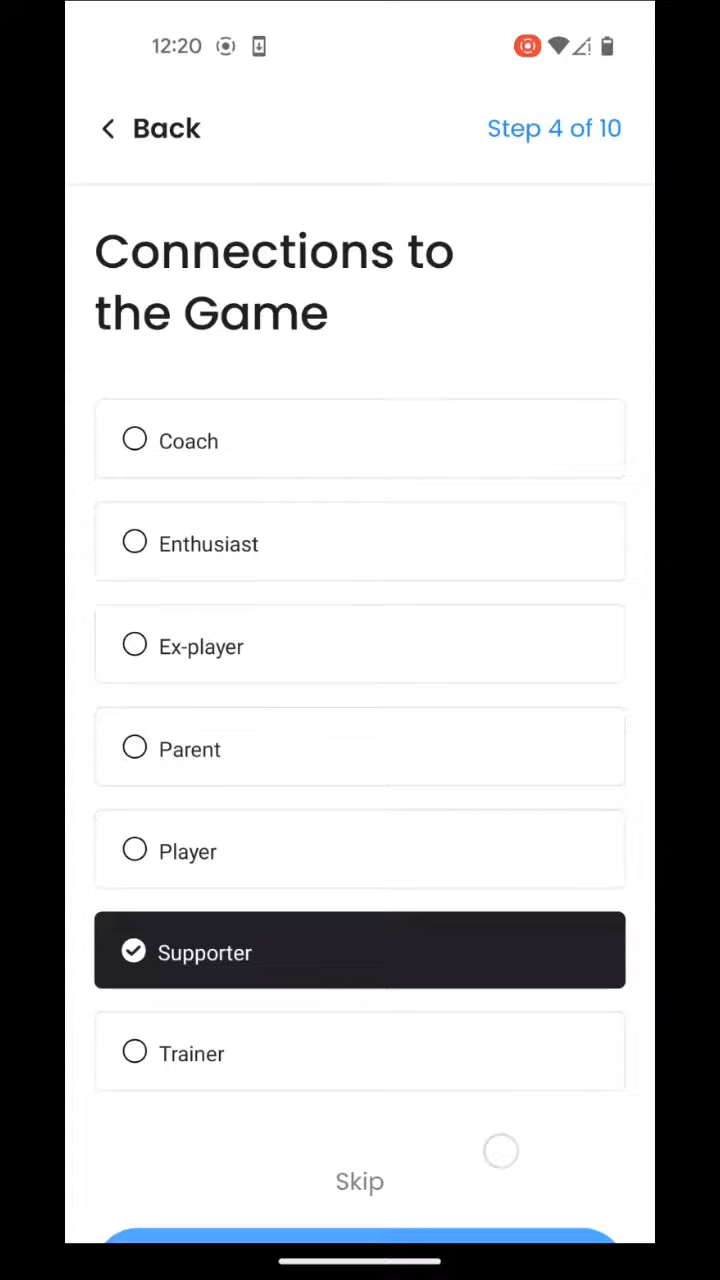 12:20
Back
Step 4 of 10
Connections to
the Game
Coach
Enthusiast
Ex-player
Parent
Player
Supporter
Trainer
Skip